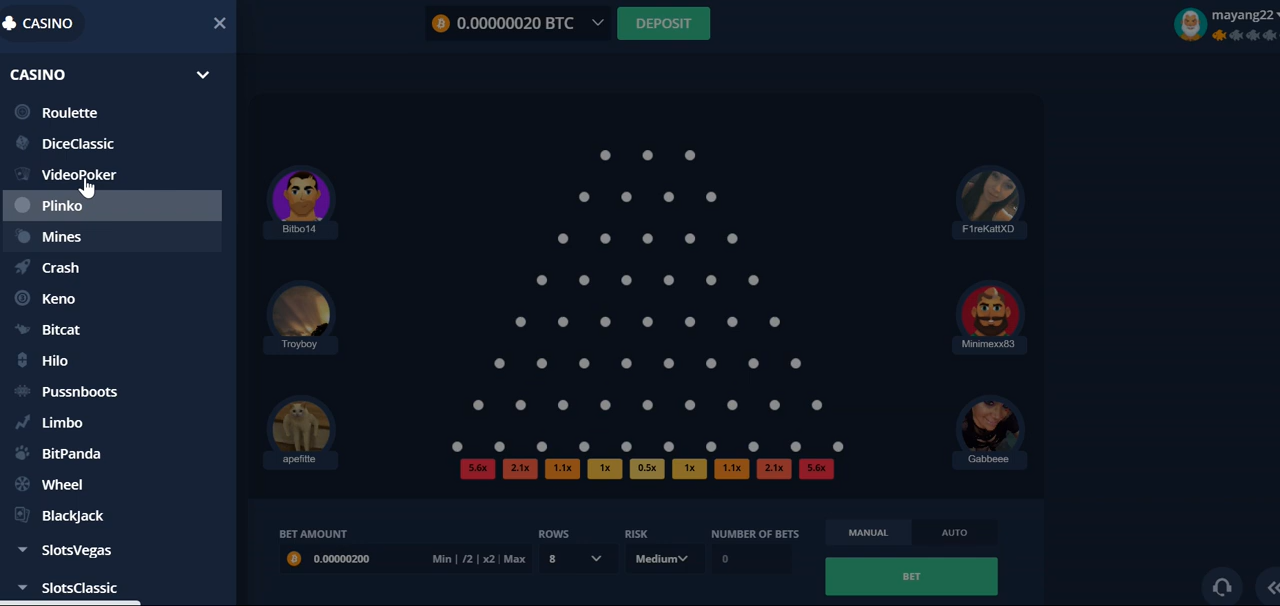 CASINO
0.00000020 BTC
DEPOSIT
mayang22
CASINO
Roulette
DiceClassic
VideoPoker
Plinko
Mines
Crash
Keno
Bitcat
Hilo
Pussnboots
Limbo
BitPanda
Wheel
BlackJack
SlotsVegas
SlotsClassic
Bitbo14
Troyboy
apefitte
F1reKattXD
Minimexx83
Gabbeee
5.6x 2.1x 1.1x 1x 0.5x 1x 1.1x 2.1x 5.6x
BET AMOUNT ROWS RISK NUMBER OF BETS
0.00000200 Min | /2 | x2 | Max 8 Medium 0
MANUAL AUTO
BET